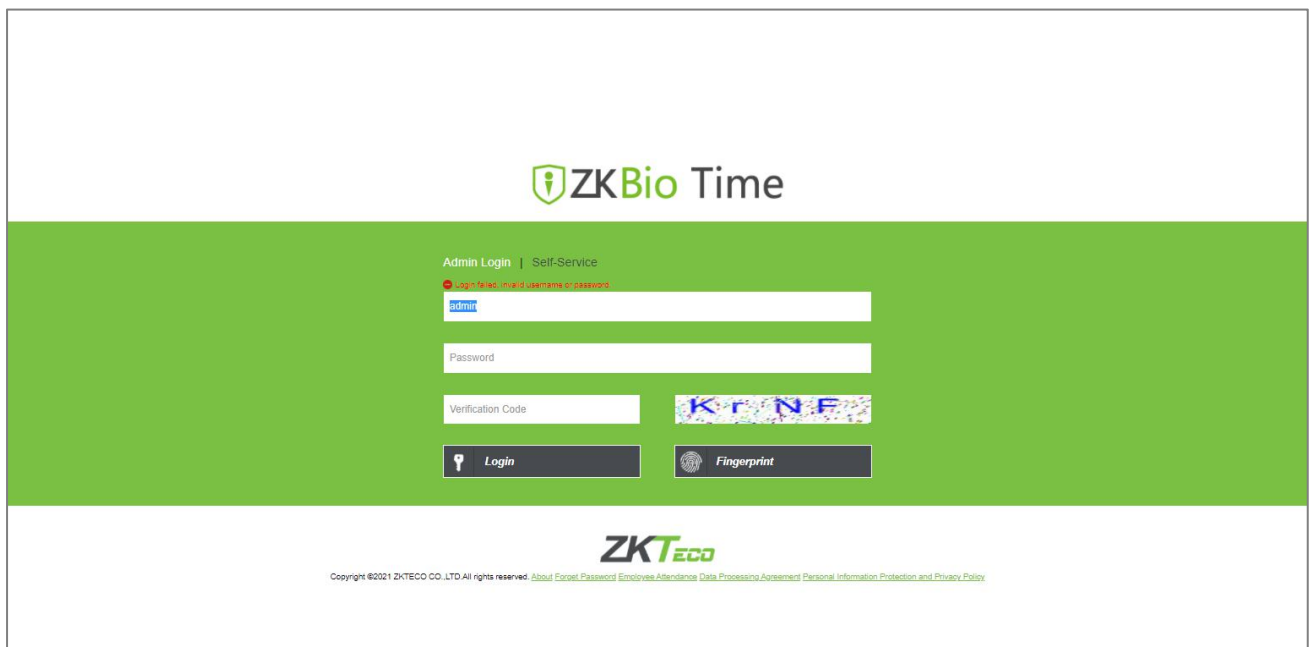 ZKBio Time
Admin Login | Self-Service
Login failed. Invalid username or password.
admin
Password
Verification Code KrNF
Login Fingerprint
ZKTECO
Copyright ©2021 ZKTECO CO.,LTD.All rights reserved. About Forget Password Employee Attendance Data Processing Agreement Personal Information Protection and Privacy Policy